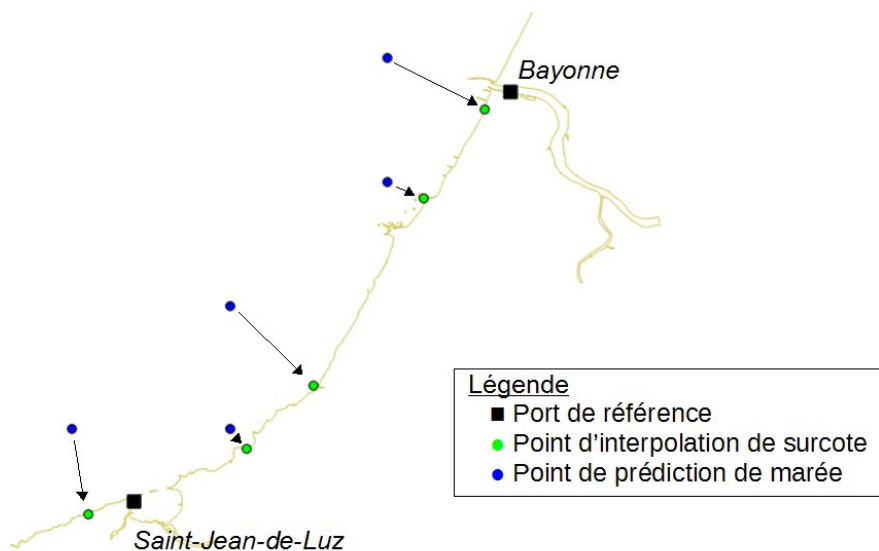 Bayonne
Légende
Port de référence
Point d'interpolation de surcote
Point de prédiction de marée
Saint-Jean-de-Luz